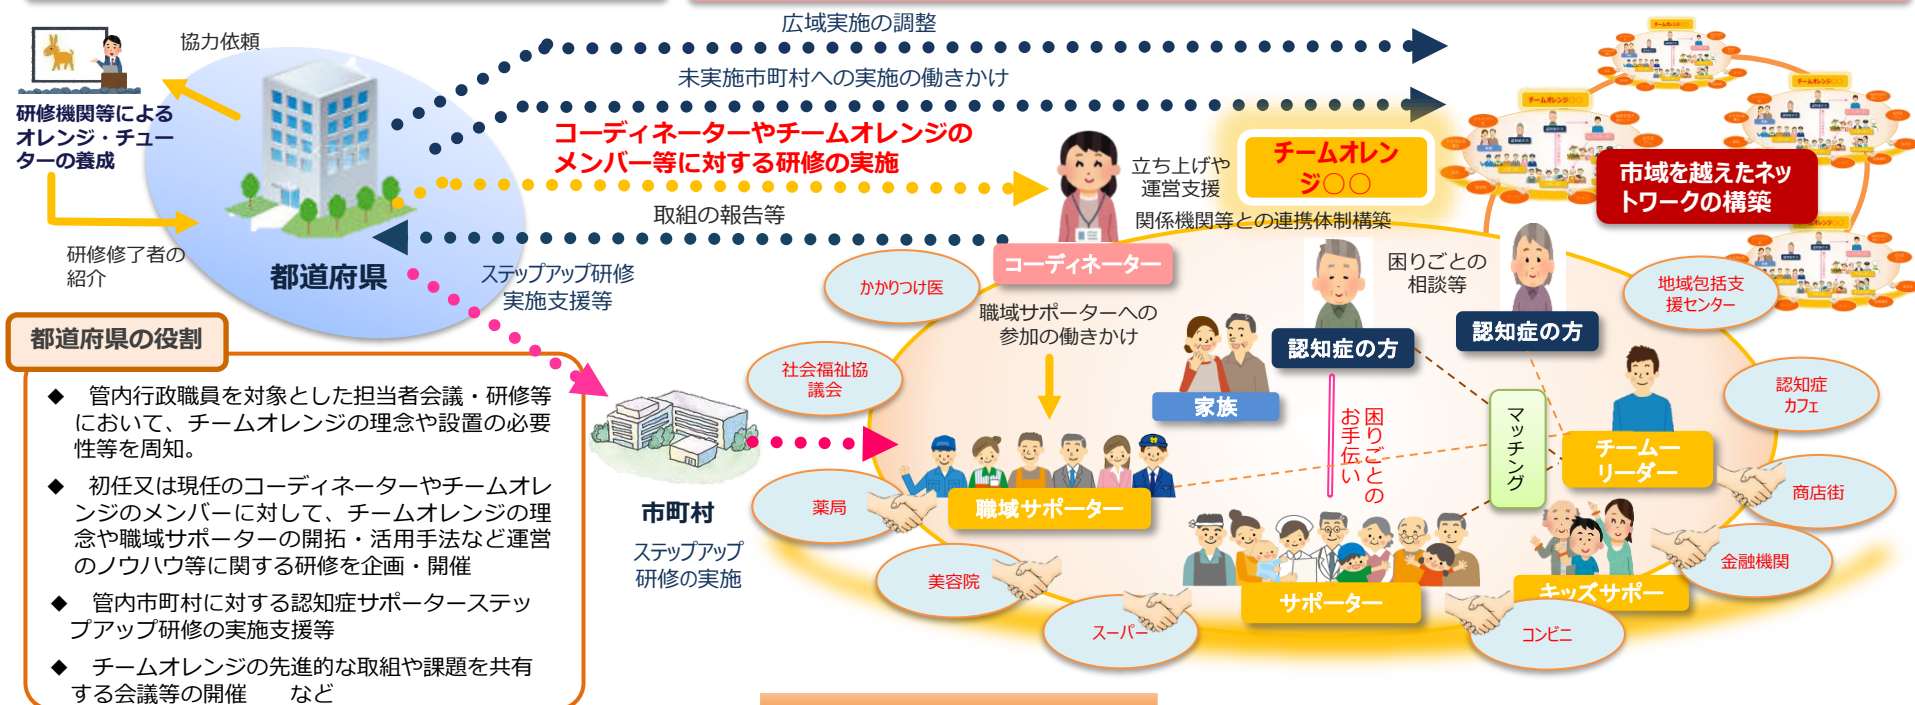 広域実施の調整
協力依頼
未実施市町村への実施の働きかけ
研修機関等による
オレンジ・チュー
ターの養成
コーディネーターやチームオレンジの
メンバー等に対する研修の実施
立ち上げや
運営支援
チームオレン
ジ〇〇
市域を越えたネッ
トワークの構築
取組の報告等
関係機関等との連携体制構築
研修修了者の
紹介
都道府県
ステップアップ研修
実施支援等
コーディネーター
困りごとの
相談等
かかりつけ医
地域包括支
援センター
職域サポーターへの
参加の働きかけ
認知症の方
認知症の方
都道府県の役割
社会福祉協
議会
認知症
カフェ
家族
◆ 管内行政職員を対象とした担当者会議・研修等
において、チームオレンジの理念や設置の必要
性等を周知。
◆ 初任又は現任のコーディネーターやチームオレ
ンジのメンバーに対して、チームオレンジの理
念や職域サポーターの開拓・活用手法など運営
のノウハウ等に関する研修を企画・開催
◆ 管内市町村に対する認知症サポーターステッ
プアップ研修の実施支援等
◆ チームオレンジの先進的な取組や課題を共有
する会議等の開催 など
困りごとの
お手伝い
マッチング
チームー
リーダー
市町村
ステップアップ
研修の実施
薬局
職域サポーター
商店街
美容院
金融機関
サポーター
キッズサポー
スーパー
コンビニ